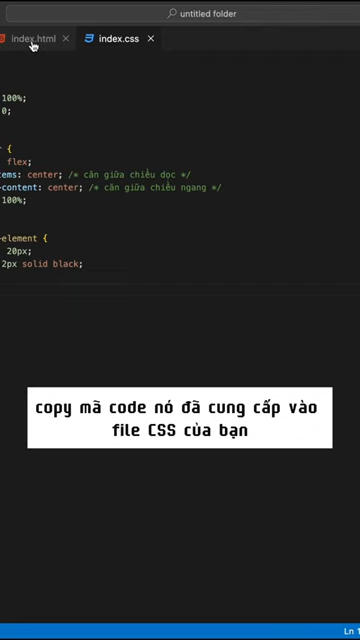 untitled folder
index.html
index.css
100%;
0;
{
flex;
tems: center; /* căn giữa chiều dọc */
-content: center; /* căn giữa chiều ngang */
100%;
-element {
20px;
2px solid black;
copy mã code nó đã cung cấp vào
file CSS của bạn
Ln 1